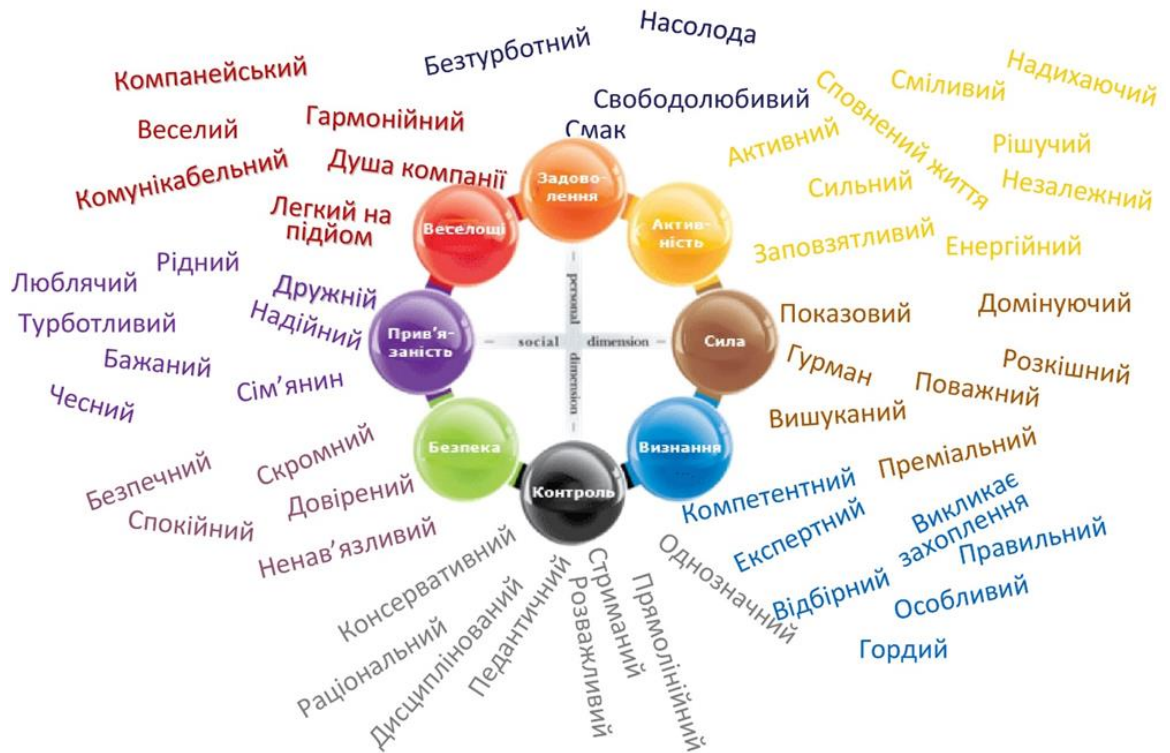 Насолода
Безтурботний
Надихаючий
Компанейський
Сміливий
Сповнений життя
Свободолюбивий
Гармонійний
Веселий
Смак
Активний
Рішучий
Душа компанії
Комунікабельний
Сильний
Незалежний
Задово-
лення
Легкий на
підйом
Веселощі
Актив-
ність
Заповзятливий
Енергійний
Рідний
Люблячий
Дружній
personal
Показовий
Домінуючий
Турботливий
Надійний
Прив'я-
заність
social
dimension
Сила
Бажаний
Гурман
Розкішний
Сім'янин
dimension
Поважний
Чесний
Вишуканий
Безпека
Визнання
Скромний
Преміальний
Безпечний
Контроль
Довірений
Компетентний
Викликає
захоплення
Спокійний
Експертний
Ненав'язливий
Правильний
Консервативний
Однозначний
Відбірний
Особливий
Раціональний
Дисциплінований
Педантичний
Розважливий
Стриманий
Прямолінійний
Гордий